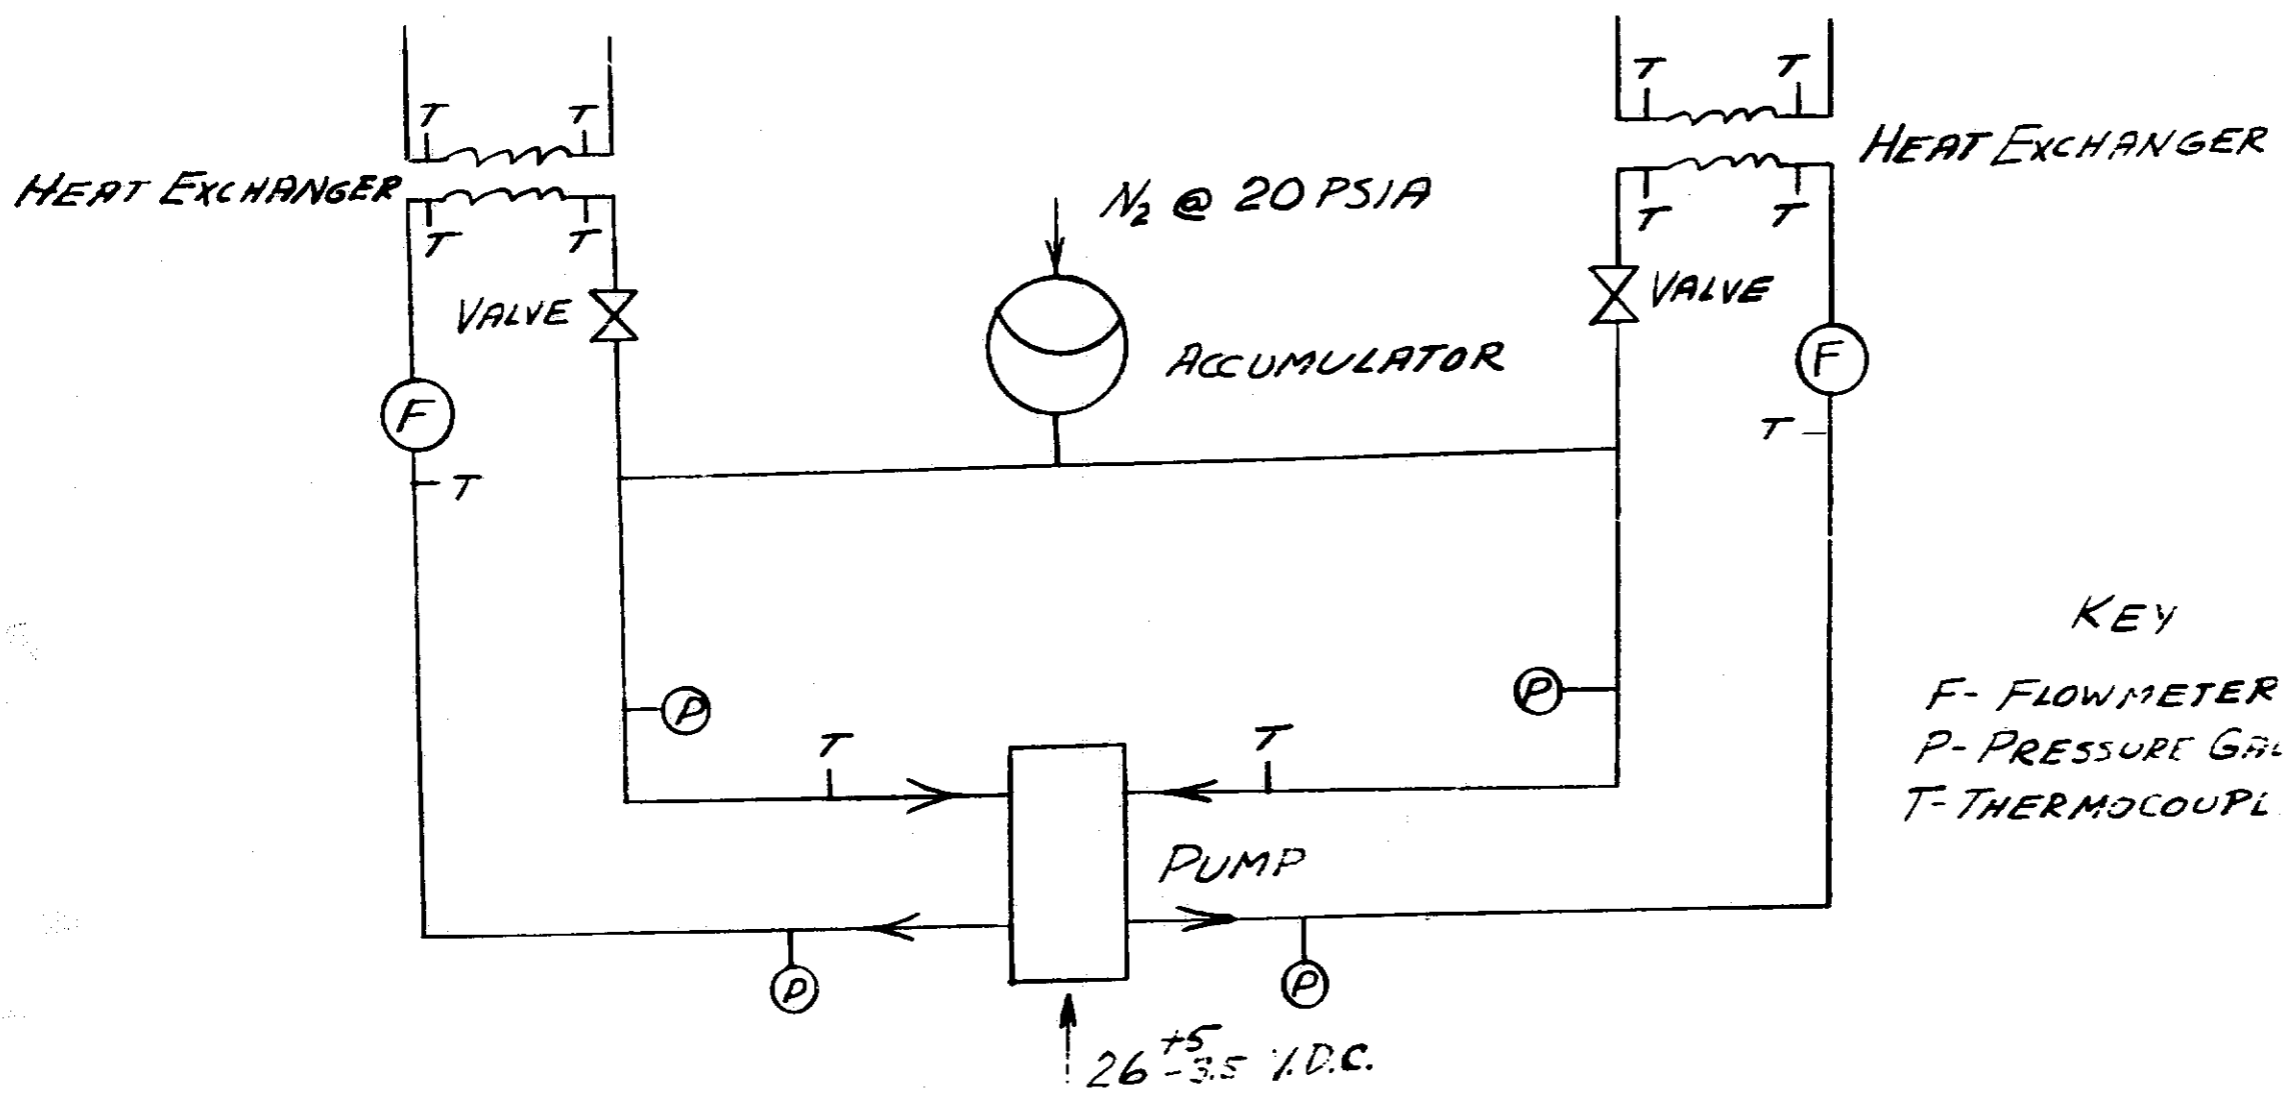 T T
T T
HEAT EXCHANGER
HEAT EXCHANGER
N2 @ 20 PSIA
T T
T T
VALVE
VALVE
ACCUMULATOR
F
F
T
T
KEY
F- FLOWMETER
P- PRESSURE GAU
T- THERMOCOUPL
P
P
T
T
PUMP
P
P
26 +5 -3.5 V.D.C.